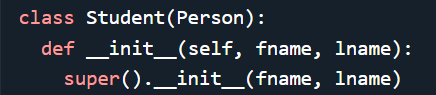 class Student(Person):
  def __init__(self, fname, lname):
    super().__init__(fname, lname)